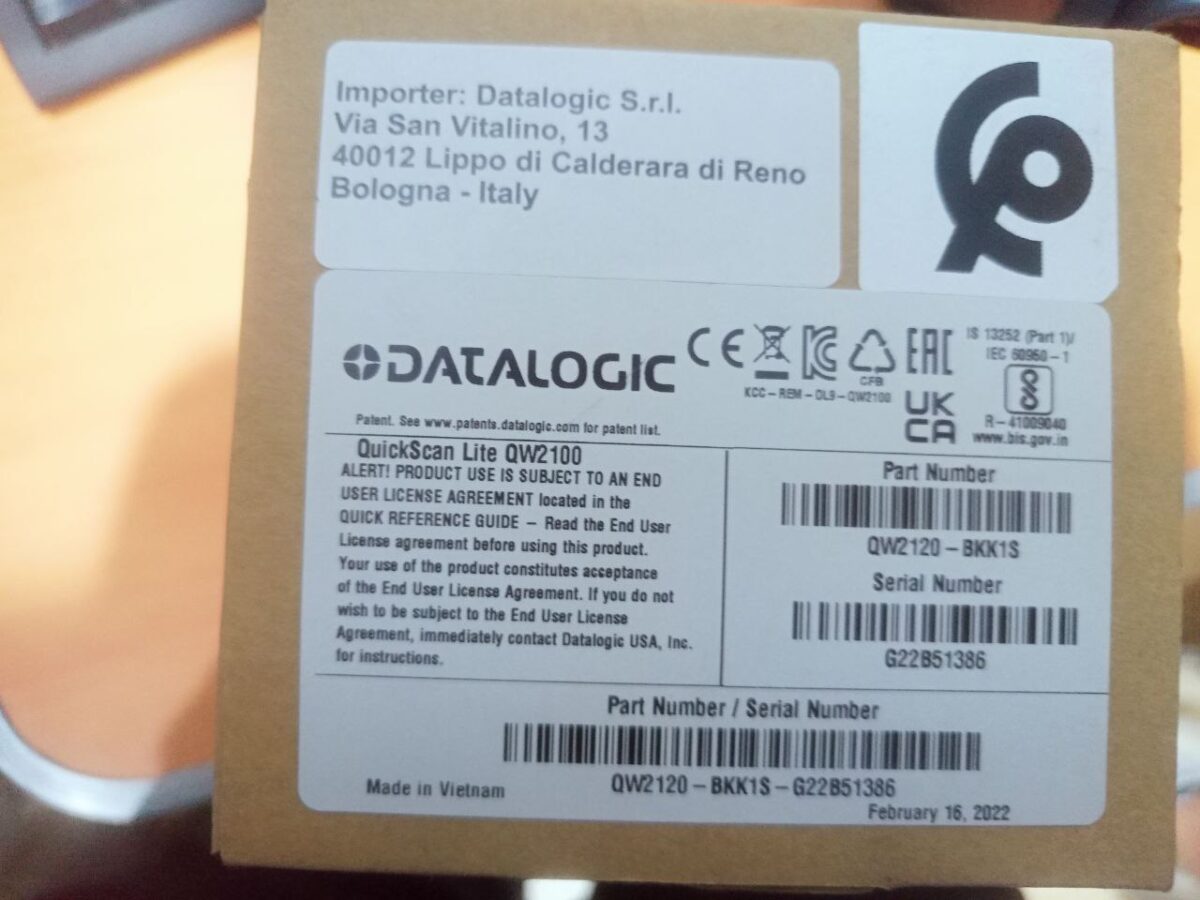 Importer: Datalogic S.r.l.
Via San Vitalino, 13
40012 Lippo di Calderara di Reno
Bologna - Italy
DATALOGIC
CE
EAC
CFB
KCC-REM-DL9-QW2100
UK
CA
IS 13252 (Part 1)/
IEC 60950-1
R-41009040
www.bis.gov.in
Patent. See www.patents.datalogic.com for patent list.
QuickScan Lite QW2100
ALERT! PRODUCT USE IS SUBJECT TO AN END
USER LICENSE AGREEMENT located in the
QUICK REFERENCE GUIDE – Read the End User
License agreement before using this product.
Your use of the product constitutes acceptance
of the End User License Agreement. If you do not
wish to be subject to the End User License
Agreement, immediately contact Datalogic USA, Inc.
for instructions.
Part Number
QW2120-BKK1S
Serial Number
G22B51386
Part Number / Serial Number
QW2120-BKK1S-G22B51386
Made in Vietnam
February 16, 2022